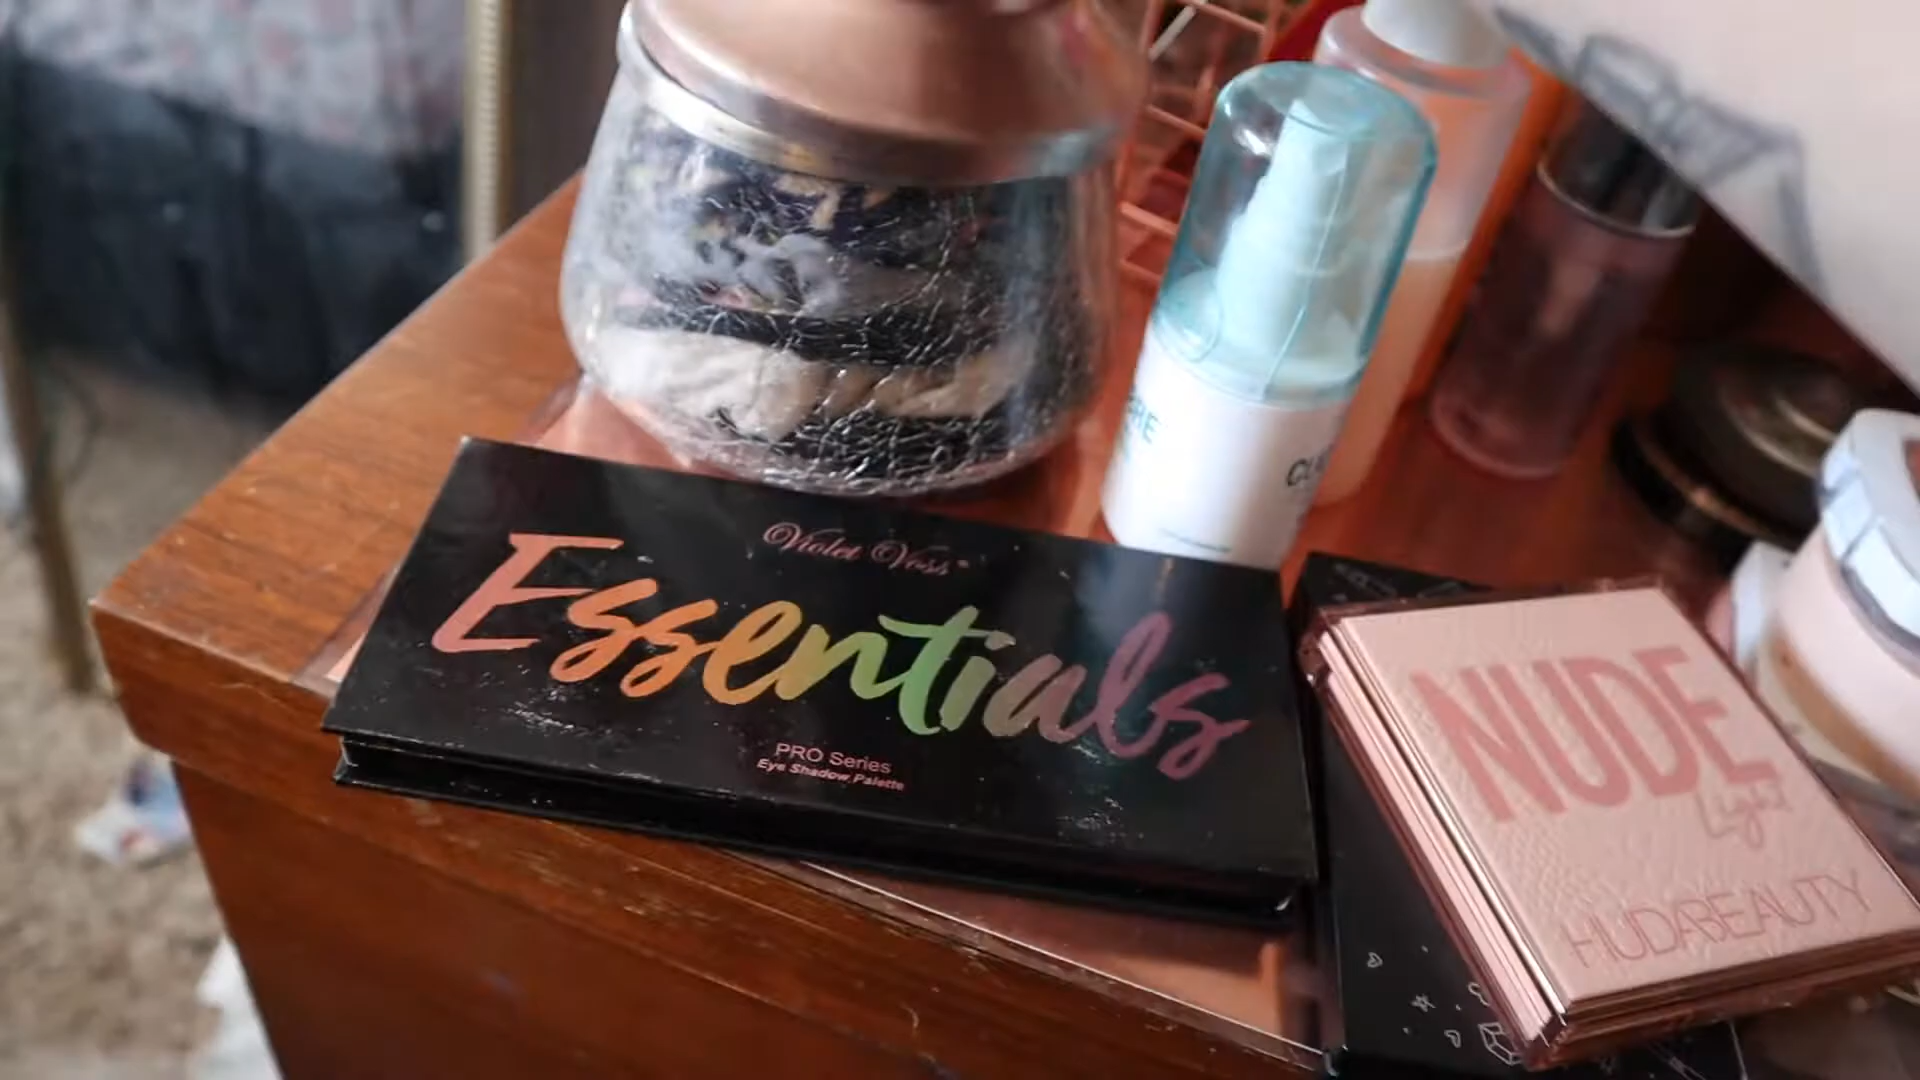 Violet Voss
Essentials
PRO Series
Eye Shadow Palette
NUDE
Light
HUDABEAUTY